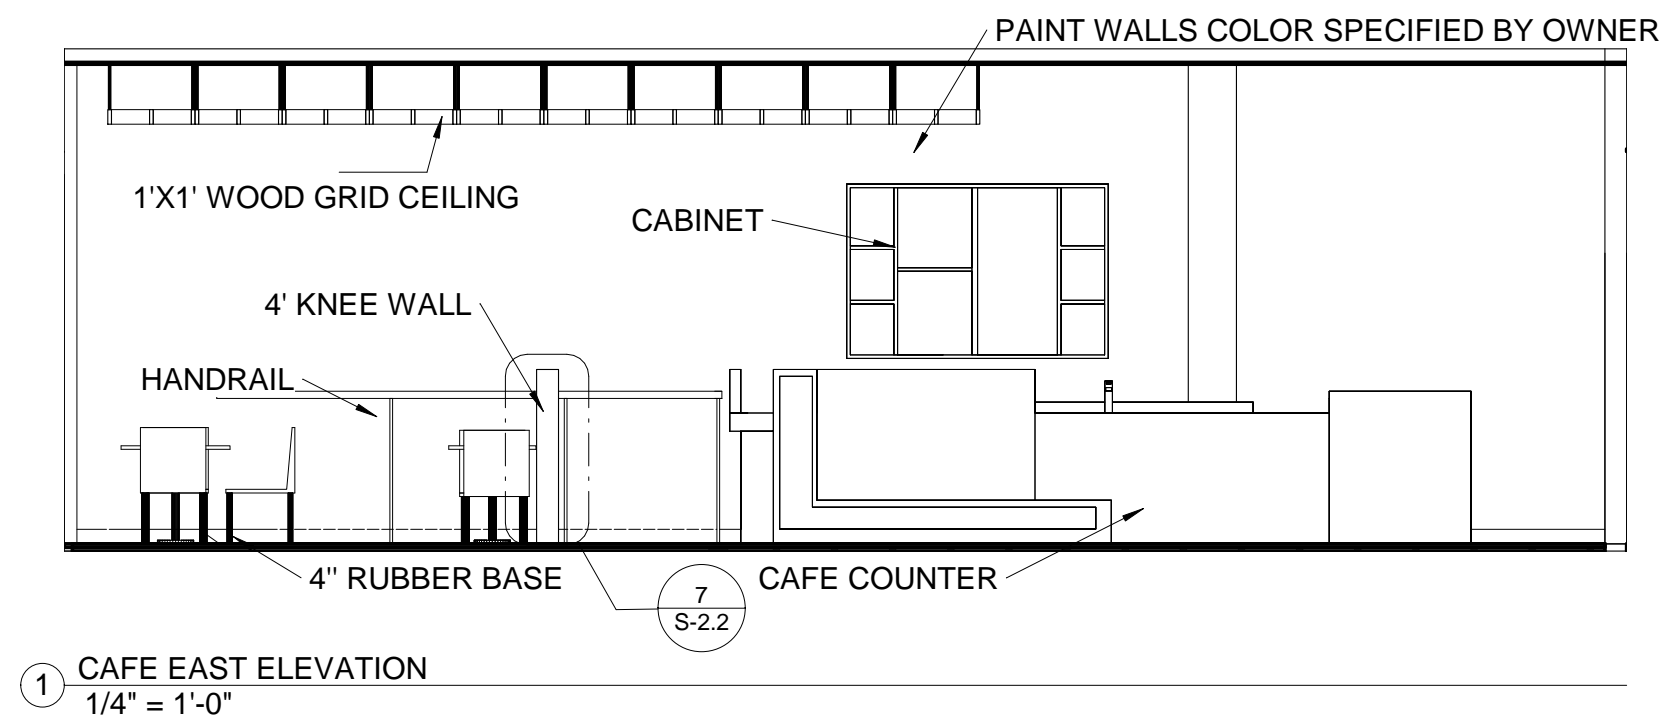 PAINT WALLS COLOR SPECIFIED BY OWNER
1'X1' WOOD GRID CEILING
CABINET
4' KNEE WALL
HANDRAIL
4" RUBBER BASE
CAFE COUNTER
7
S-2.2
1
CAFE EAST ELEVATION
1/4" = 1'-0"